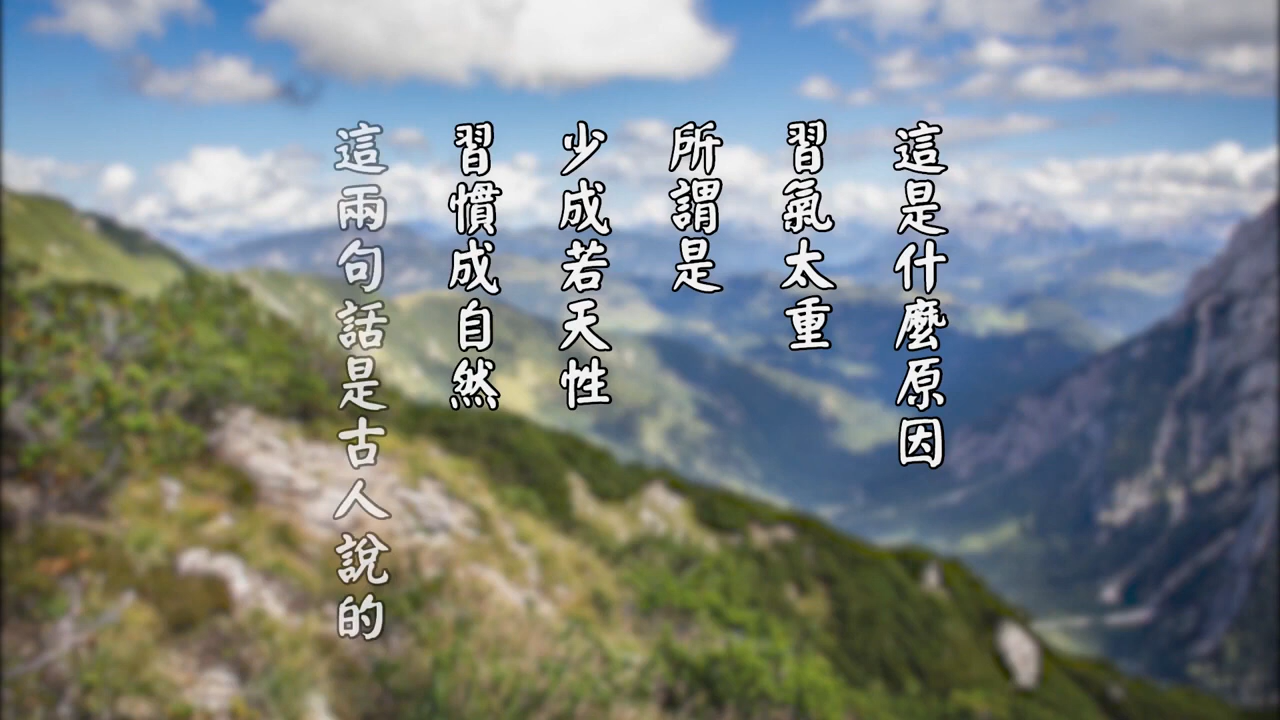 這是什麼原因
習氣太重
所謂是
少成若天性
習慣成自然
這兩句話是古人說的